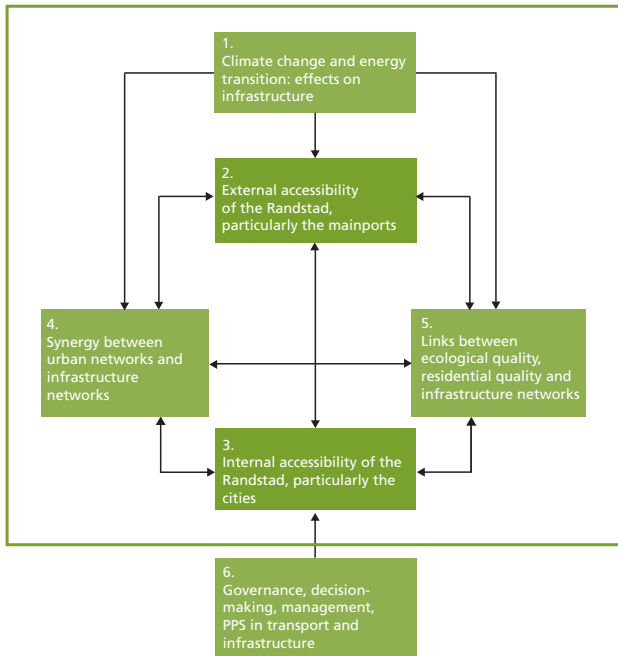 1.
Climate change and energy
transition: effects on
infrastructure
2.
External accessibility
of the Randstad,
particularly the mainports
4.
Synergy between
urban networks and
infrastructure
networks
5.
Links between
ecological quality,
residential quality and
infrastructure networks
3.
Internal accessibility of the
Randstad, particularly the
cities
6.
Governance, decision-
making, management,
PPS in transport and
infrastructure